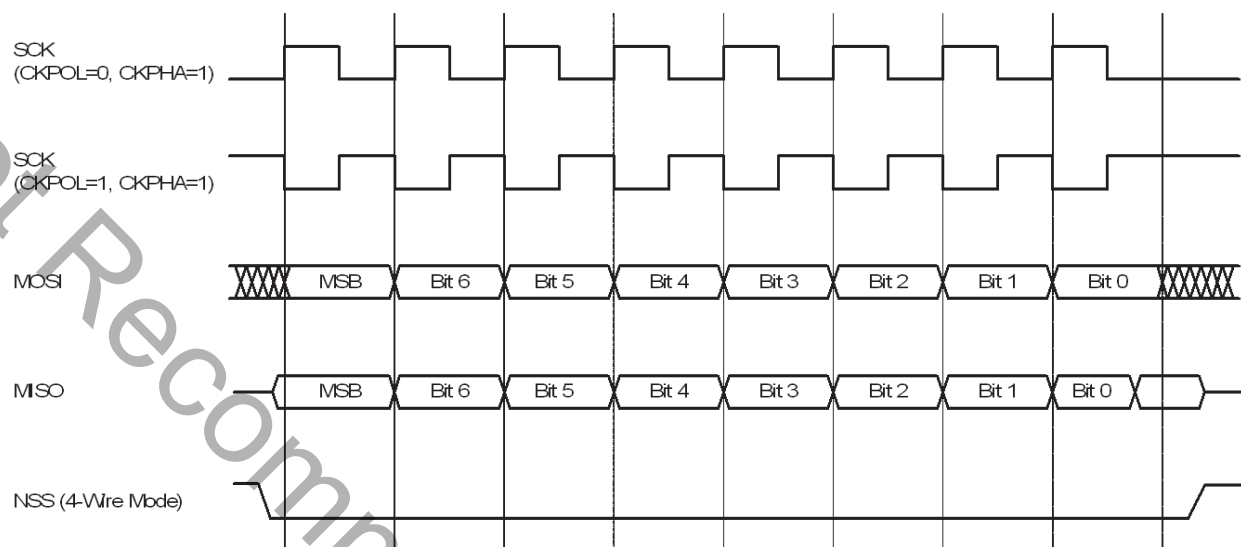 SCK
(CKPOL=0, CKPHA=1)
SCK
(CKPOL=1, CKPHA=1)
MOSI
MSB Bit 6 Bit 5 Bit 4 Bit 3 Bit 2 Bit 1 Bit 0
MISO
MSB Bit 6 Bit 5 Bit 4 Bit 3 Bit 2 Bit 1 Bit 0
NSS (4-Wire Mode)